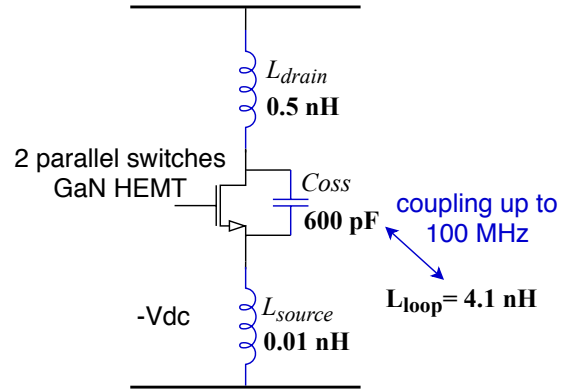 L_drain
0.5 nH
2 parallel switches
GaN HEMT
Coss
600 pF
coupling up to
100 MHz
L_loop= 4.1 nH
-Vdc
L_source
0.01 nH